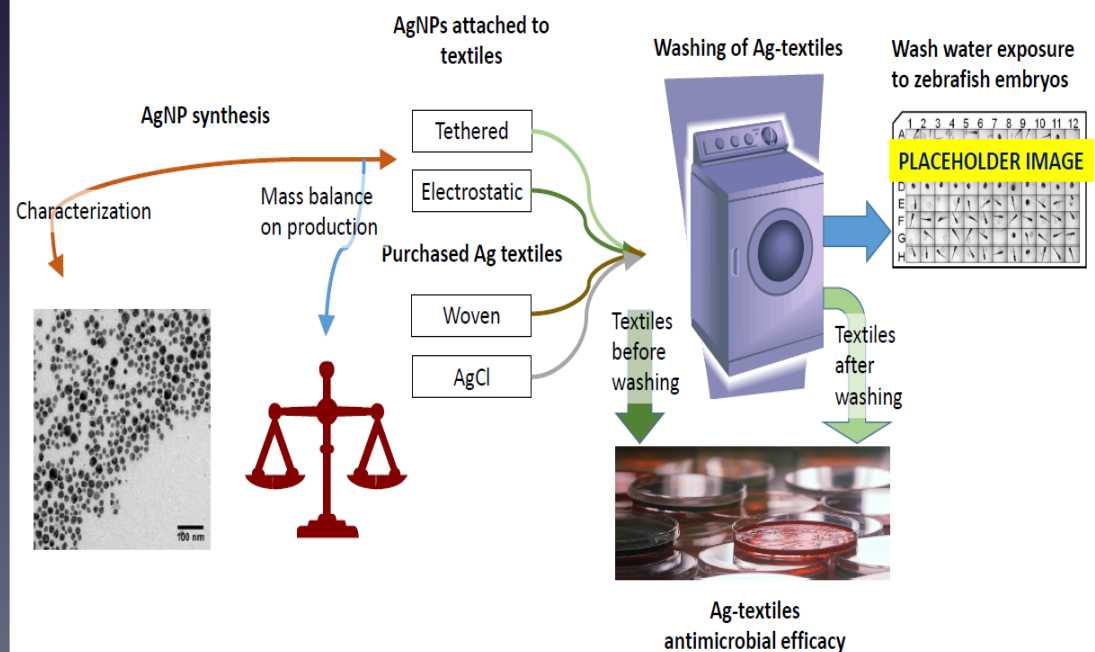 AgNPs attached to
textiles
Washing of Ag-textiles
Wash water exposure
to zebrafish embryos
AgNP synthesis
Tethered
Electrostatic
Characterization
Mass balance
on production
Purchased Ag textiles
Woven
AgCl
1 2 3 4 5 6 7 8 9 10 11 12
A
PLACEHOLDER IMAGE
D
E
F
G
H
Textiles
before
washing
Textiles
after
washing
100 nm
Ag-textiles
antimicrobial efficacy